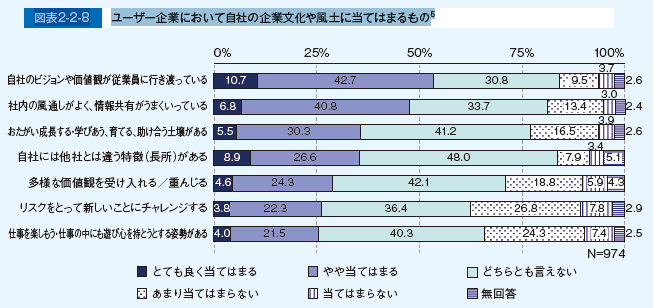 図表2-2-8 ユーザー企業において自社の企業文化や風土に当てはまるもの6
0% 25% 50% 75% 100%
自社のビジョンや価値観が従業員に行き渡っている 10.7 42.7 30.8 9.5 3.7 2.6
社内の風通しがよく、情報共有がうまくいっている 6.8 40.8 33.7 13.4 3.0 2.4
おたがい成長する・学びあう、育てる、助け合う土壌がある 5.5 30.3 41.2 16.5 3.9 2.6
自社には他社とは違う特徴(長所)がある 8.9 26.6 48.0 7.9 3.4 5.1
多様な価値観を受け入れる/重んじる 4.6 24.3 42.1 18.8 5.9 4.3
リスクをとって新しいことにチャレンジする 3.8 22.3 36.4 26.8 7.8 2.9
仕事を楽しもう・仕事の中にも遊び心を持とうとする姿勢がある 4.0 21.5 40.3 24.3 7.4 2.5
N=974
とても良く当てはまる やや当てはまる どちらとも言えない
あまり当てはまらない 当てはまらない 無回答